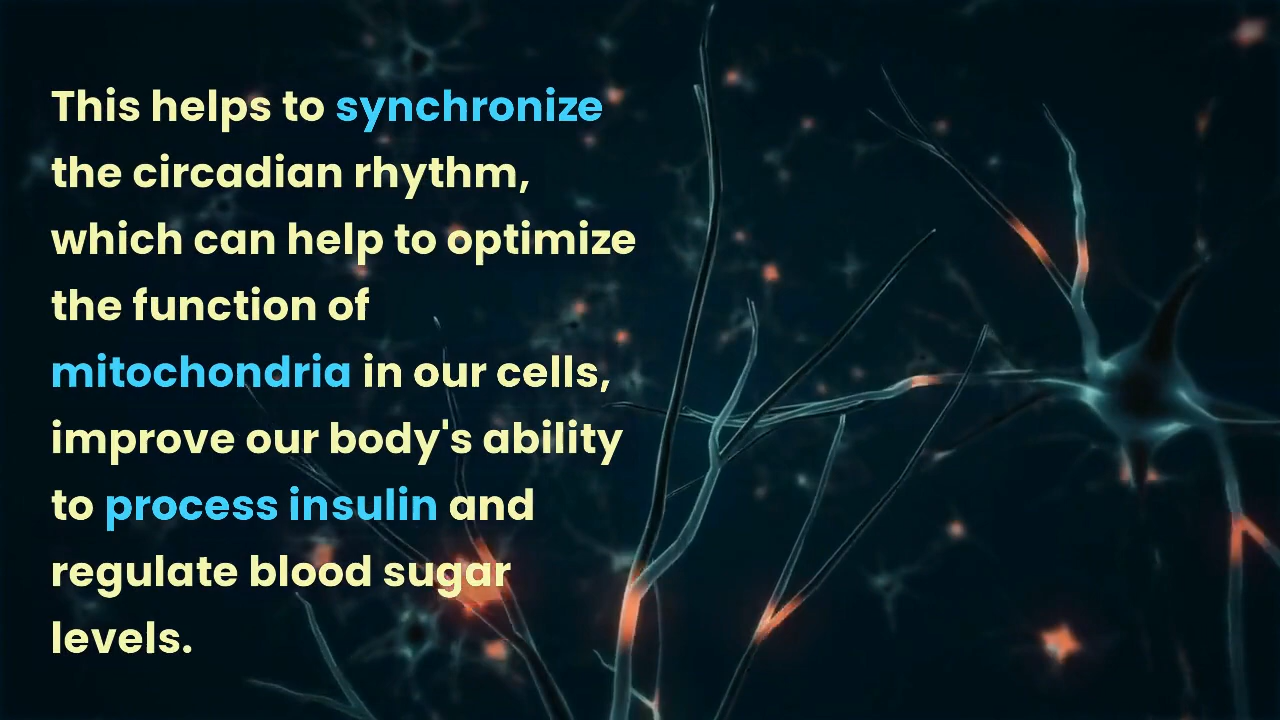 This helps to synchronize
the circadian rhythm,
which can help to optimize
the function of
mitochondria in our cells,
improve our body's ability
to process insulin and
regulate blood sugar
levels.